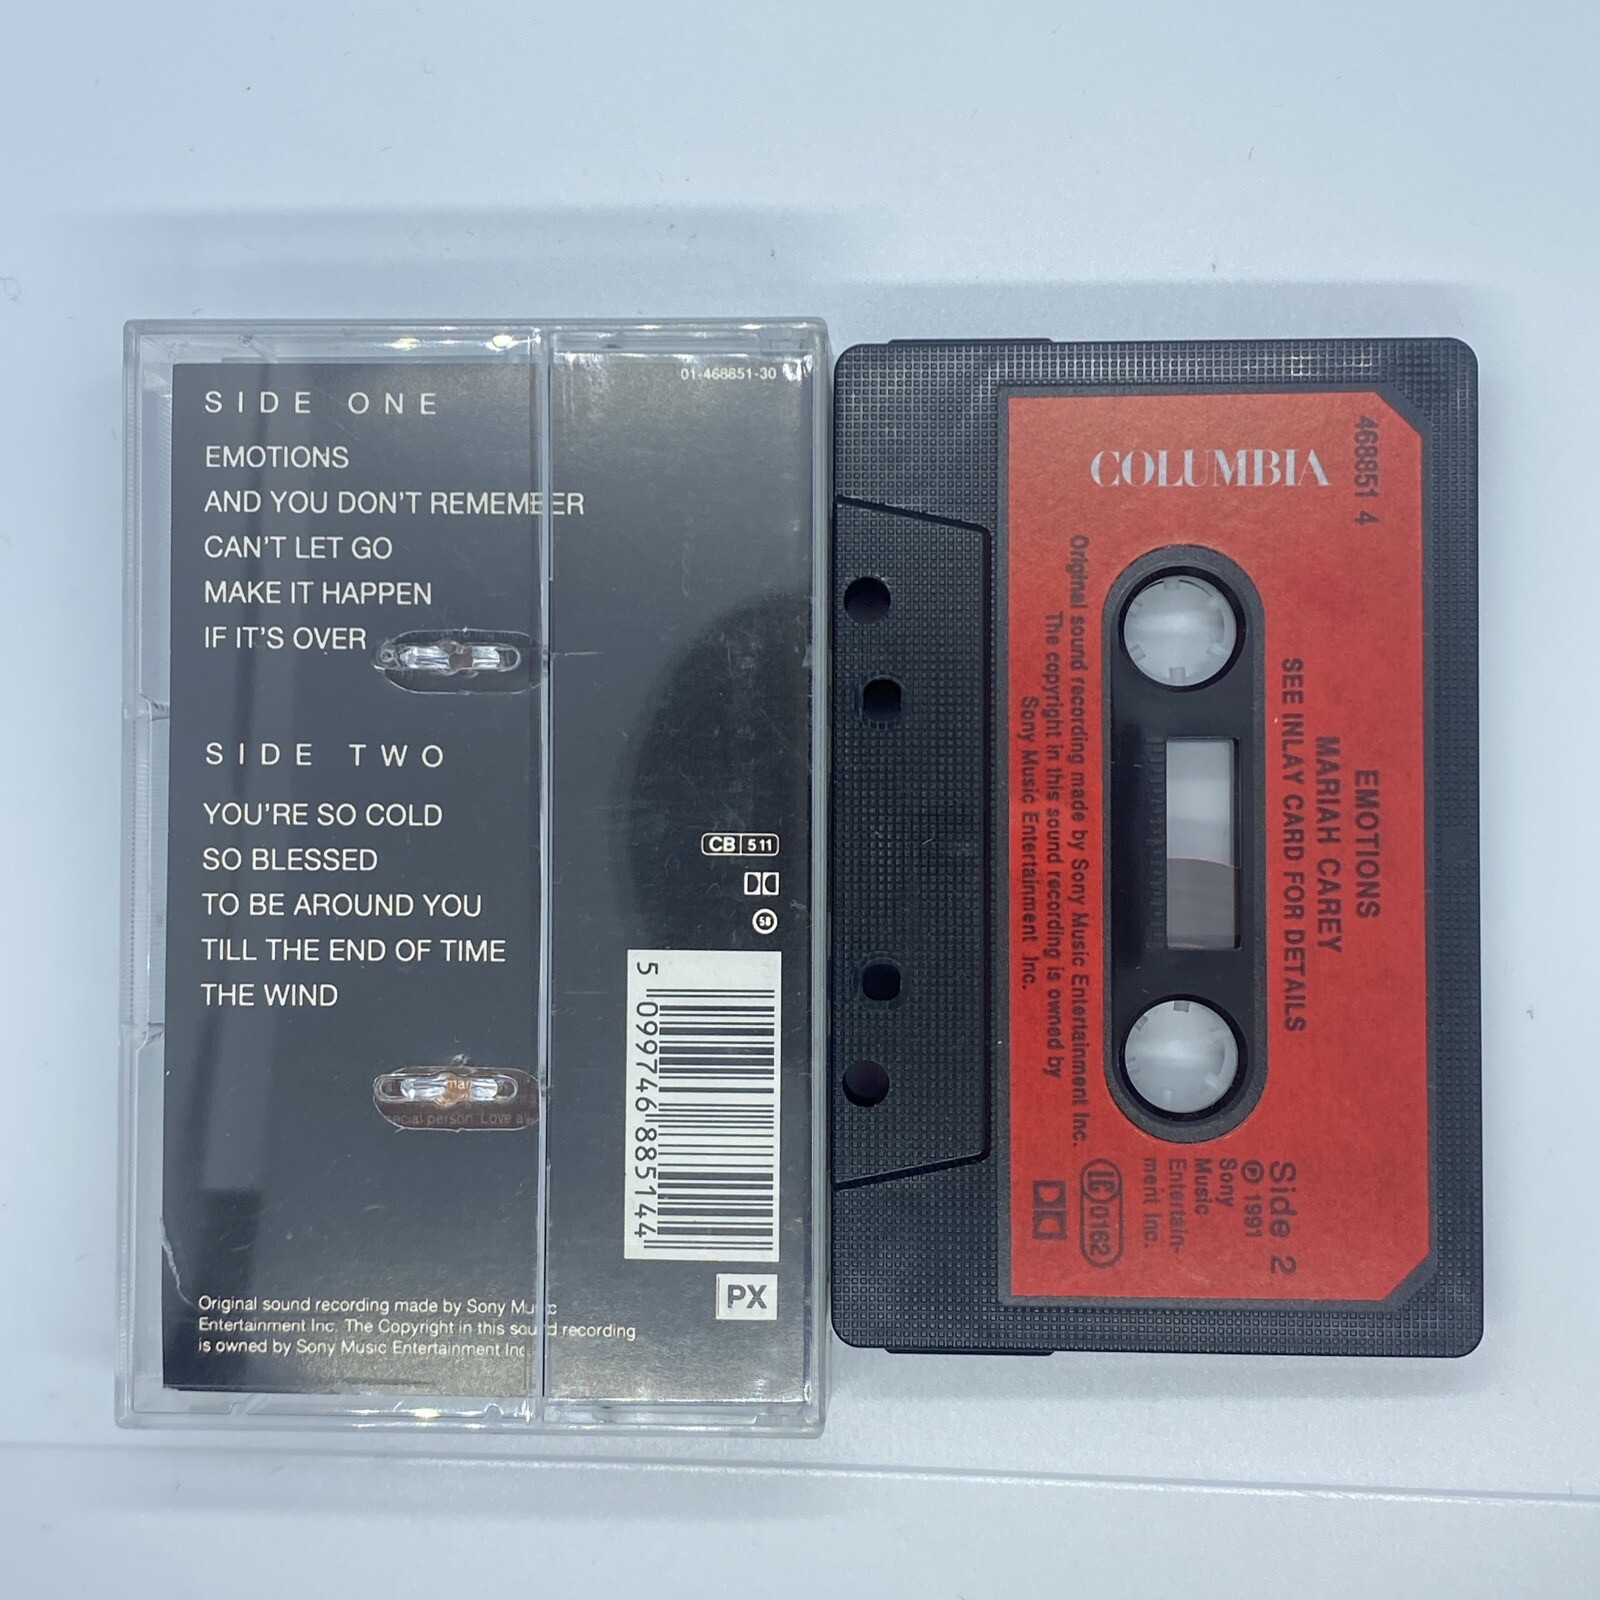 01-468851-30
SIDE ONE
EMOTIONS
AND YOU DON'T REMEMBER
CAN'T LET GO
MAKE IT HAPPEN
IF IT'S OVER
SIDE TWO
YOU'RE SO COLD
SO BLESSED
TO BE AROUND YOU
TILL THE END OF TIME
THE WIND
CB 511
58
5 099746 885144
PX
Original sound recording made by Sony Music
Entertainment Inc. The Copyright in this sound recording
is owned by Sony Music Entertainment Inc.
cial person. Love
COLUMBIA
468851 4
EMOTIONS
MARIAH CAREY
SEE INLAY CARD FOR DETAILS
Side 2
℗ 1991
Sony
Music
Entertain-
ment Inc.
LC 0162
Original sound recording made by Sony Music Entertainment Inc.
The copyright in this sound recording is owned by
Sony Music Entertainment Inc.